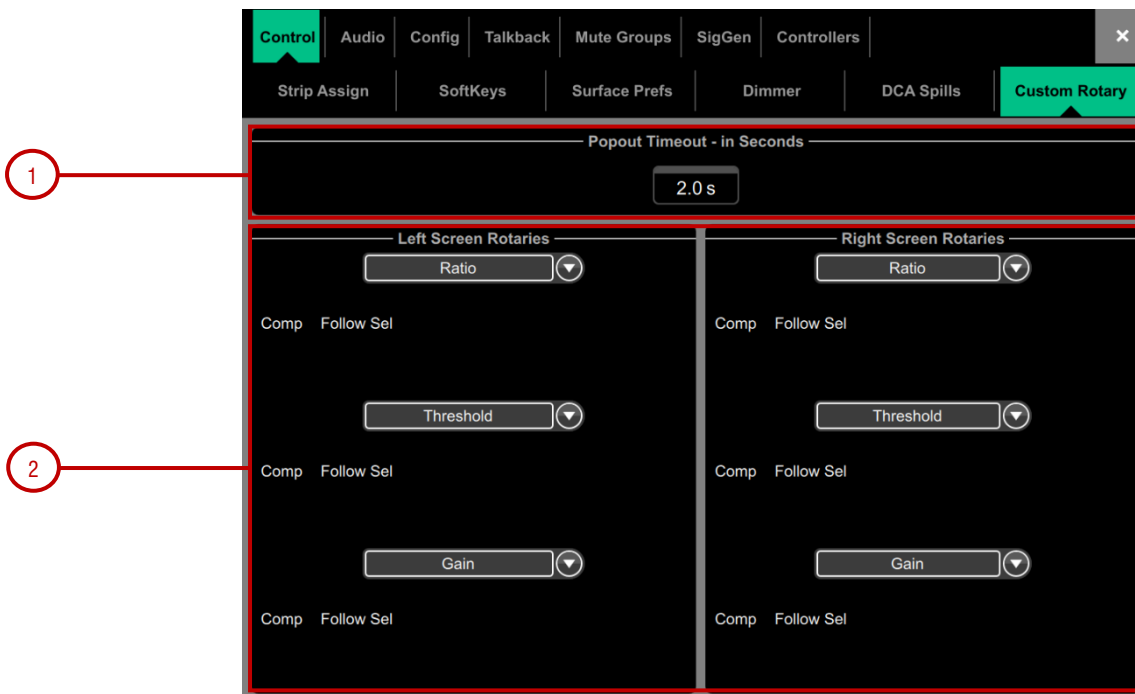 Control Audio Config Talkback Mute Groups SigGen Controllers ×
Strip Assign SoftKeys Surface Prefs Dimmer DCA Spills Custom Rotary
Popout Timeout - in Seconds
1
2.0 s
Left Screen Rotaries Right Screen Rotaries
Ratio Ratio
Comp Follow Sel Comp Follow Sel
Threshold Threshold
2
Comp Follow Sel Comp Follow Sel
Gain Gain
Comp Follow Sel Comp Follow Sel